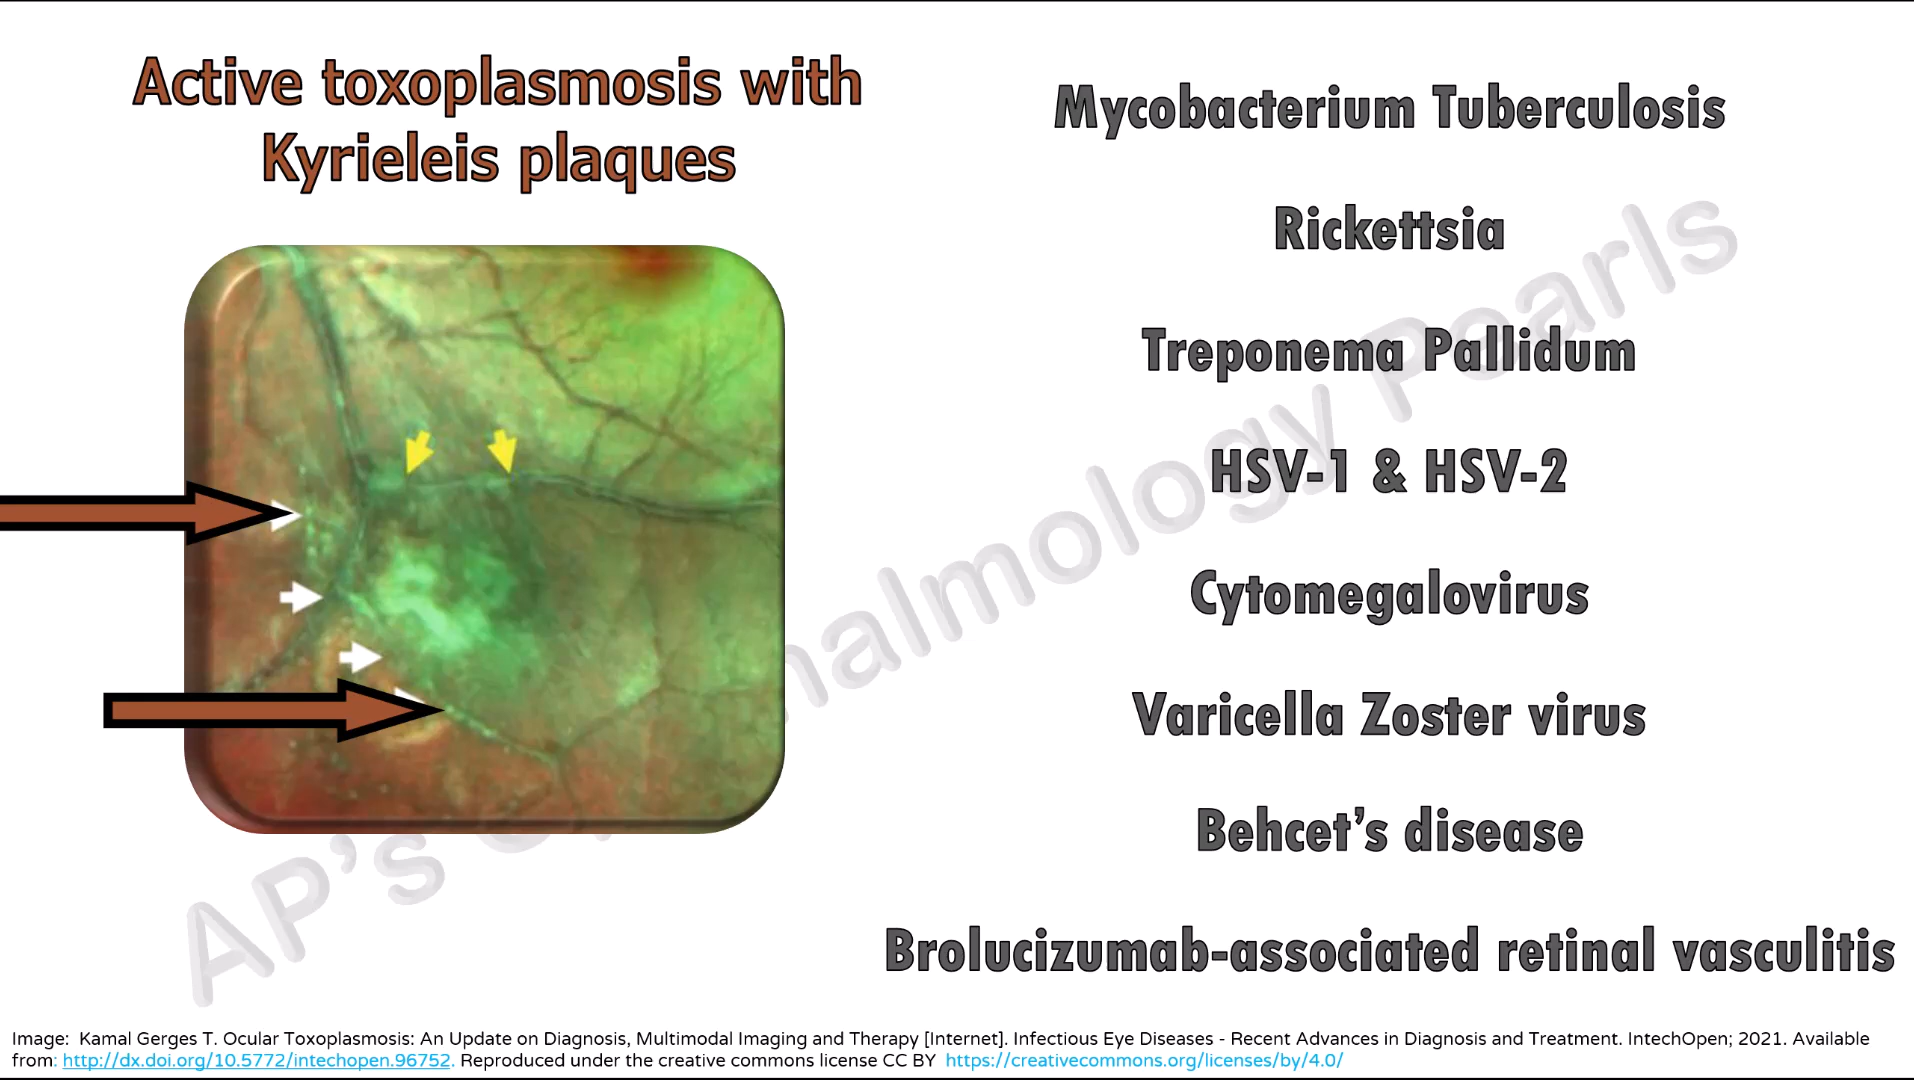 Active toxoplasmosis with
Kyrieleis plaques
Mycobacterium Tuberculosis
Rickettsia
Treponema Pallidum
HSV-1 & HSV-2
Cytomegalovirus
Varicella Zoster virus
Behcet’s disease
Brolucizumab-associated retinal vasculitis
AP’s Ophthalmology Pearls
Image:  Kamal Gerges T. Ocular Toxoplasmosis: An Update on Diagnosis, Multimodal Imaging and Therapy [Internet]. Infectious Eye Diseases - Recent Advances in Diagnosis and Treatment. IntechOpen; 2021. Available
from: http://dx.doi.org/10.5772/intechopen.96752. Reproduced under the creative commons license CC BY  https://creativecommons.org/licenses/by/4.0/